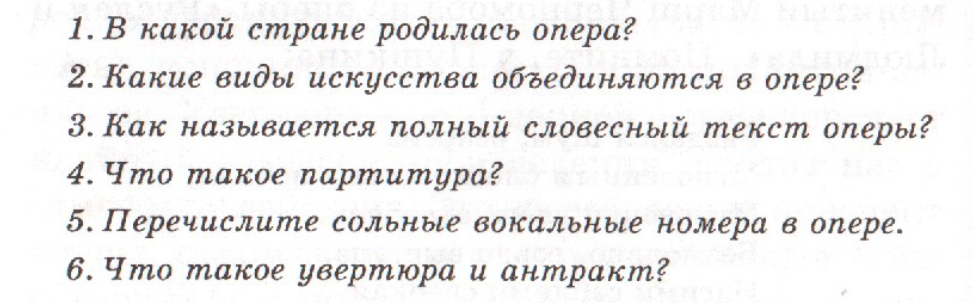 1. В какой стране родилась опера?
2. Какие виды искусства объединяются в опере?
3. Как называется полный словесный текст оперы?
4. Что такое партитура?
5. Перечислите сольные вокальные номера в опере.
6. Что такое увертюра и антракт?